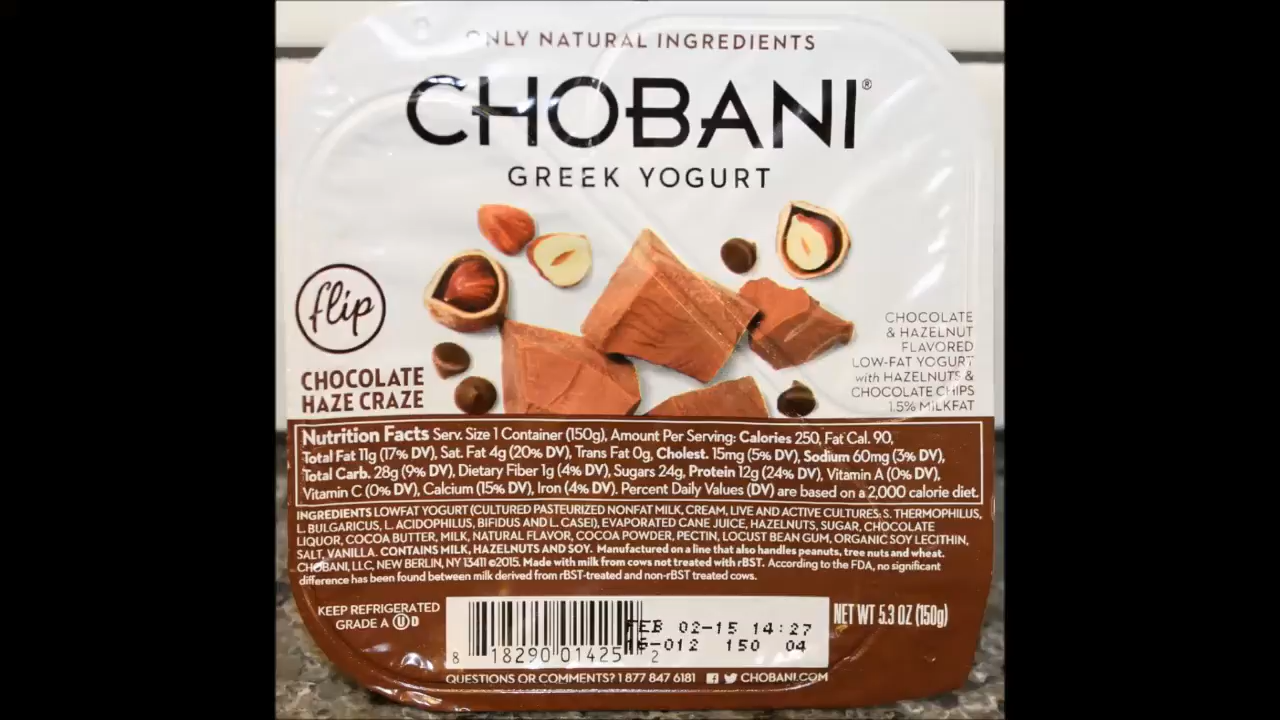 ONLY NATURAL INGREDIENTS
CHOBANI®
GREEK YOGURT
flip
CHOCOLATE
HAZE CRAZE
CHOCOLATE
& HAZELNUT
FLAVORED
LOW-FAT YOGURT
with HAZELNUTS &
CHOCOLATE CHIPS
1.5% MILKFAT
Nutrition Facts Serv. Size 1 Container (150g), Amount Per Serving: Calories 250, Fat Cal. 90,
Total Fat 11g (17% DV), Sat. Fat 4g (20% DV), Trans Fat 0g, Cholest. 15mg (5% DV), Sodium 60mg (3% DV),
Total Carb. 28g (9% DV), Dietary Fiber 1g (4% DV), Sugars 24g, Protein 12g (24% DV), Vitamin A (0% DV),
Vitamin C (0% DV), Calcium (15% DV), Iron (4% DV). Percent Daily Values (DV) are based on a 2,000 calorie diet.
INGREDIENTS LOWFAT YOGURT (CULTURED PASTEURIZED NONFAT MILK, CREAM, LIVE AND ACTIVE CULTURES: S. THERMOPHILUS,
L. BULGARICUS, L. ACIDOPHILUS, BIFIDUS AND L. CASEI), EVAPORATED CANE JUICE, HAZELNUTS, SUGAR, CHOCOLATE
LIQUOR, COCOA BUTTER, MILK, NATURAL FLAVOR, COCOA POWDER, PECTIN, LOCUST BEAN GUM, ORGANIC SOY LECITHIN,
SALT, VANILLA. CONTAINS MILK, HAZELNUTS AND SOY. Manufactured on a line that also handles peanuts, tree nuts and wheat.
CHOBANI, LLC, NEW BERLIN, NY 13411 ©2015. Made with milk from cows not treated with rBST. According to the FDA, no significant
difference has been found between milk derived from rBST-treated and non-rBST treated cows.
KEEP REFRIGERATED
GRADE A Ⓤ D
FEB 02-15 14:27
16-012 150 04
8 18290 01425 2
NET WT 5.3 OZ (150g)
QUESTIONS OR COMMENTS? 1 877 847 6181 CHOBANI.COM